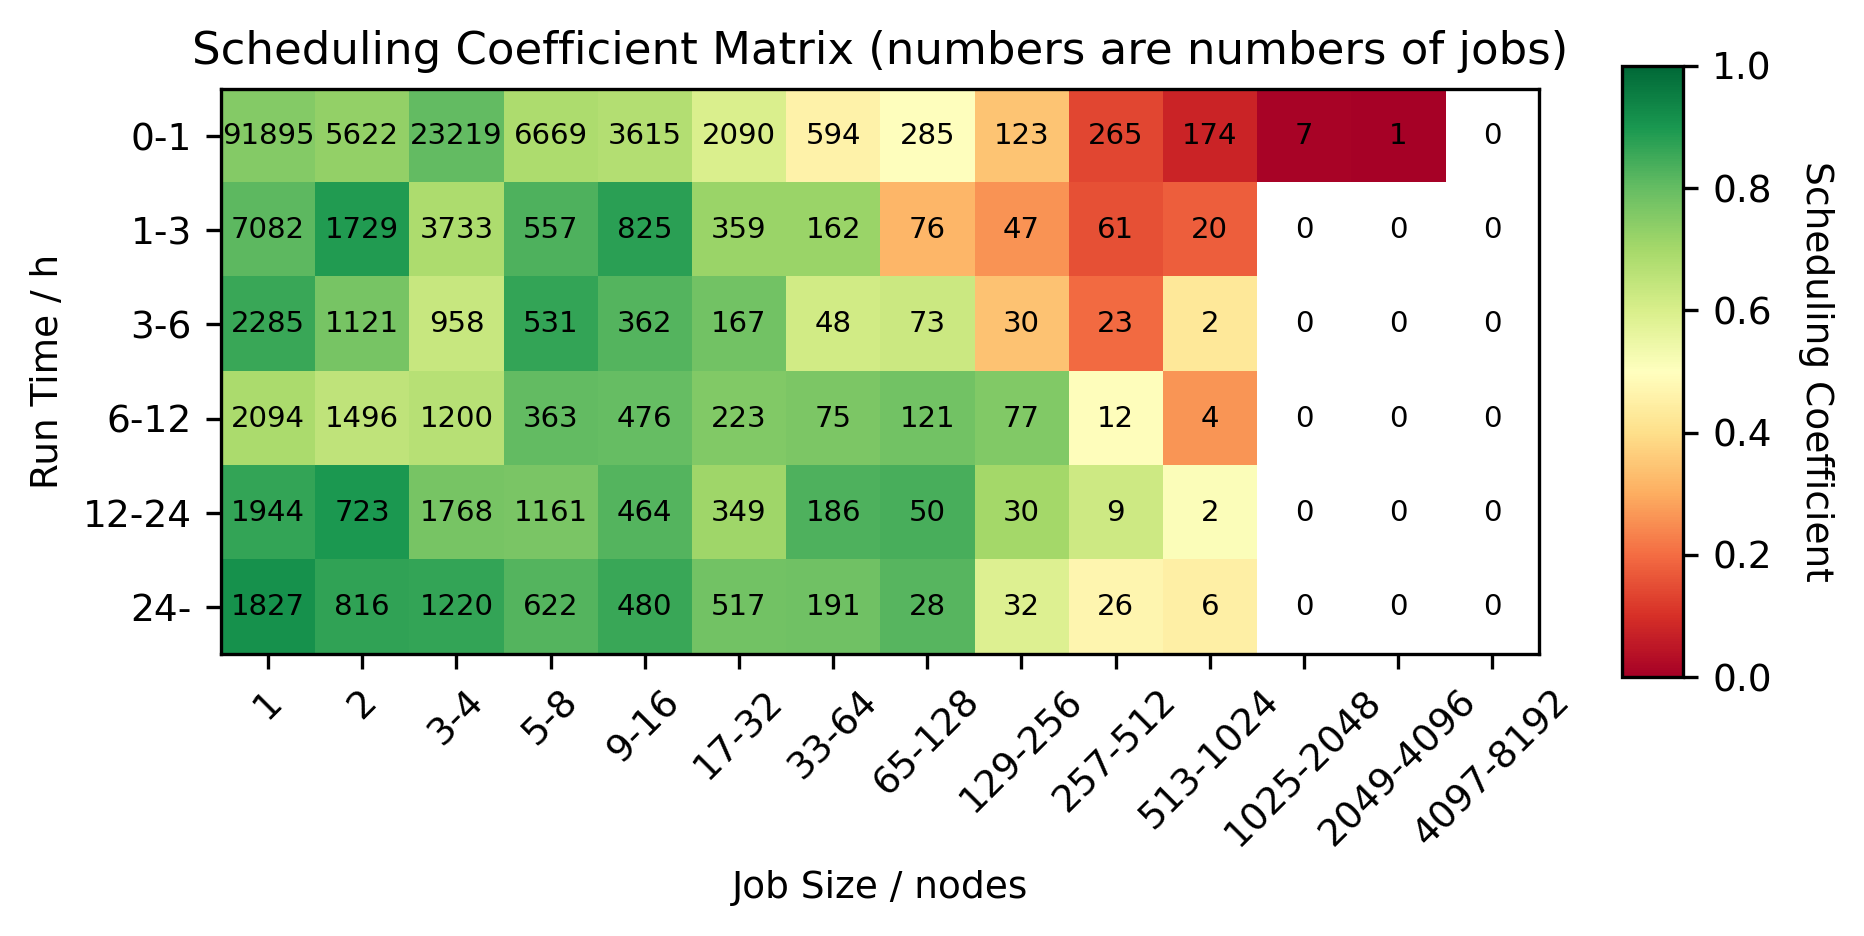 Scheduling Coefficient Matrix (numbers are numbers of jobs)
0-1 91895 5622 23219 6669 3615 2090 594 285 123 265 174 7 1 0
1-3 7082 1729 3733 557 825 359 162 76 47 61 20 0 0 0
3-6 2285 1121 958 531 362 167 48 73 30 23 2 0 0 0
6-12 2094 1496 1200 363 476 223 75 121 77 12 4 0 0 0
12-24 1944 723 1768 1161 464 349 186 50 30 9 2 0 0 0
24- 1827 816 1220 622 480 517 191 28 32 26 6 0 0 0
Run Time / h
1 2 3-4 5-8 9-16 17-32 33-64 65-128 129-256 257-512 513-1024 1025-2048 2049-4096 4097-8192
Job Size / nodes
1.0
0.8
0.6
0.4
0.2
0.0
Scheduling Coefficient